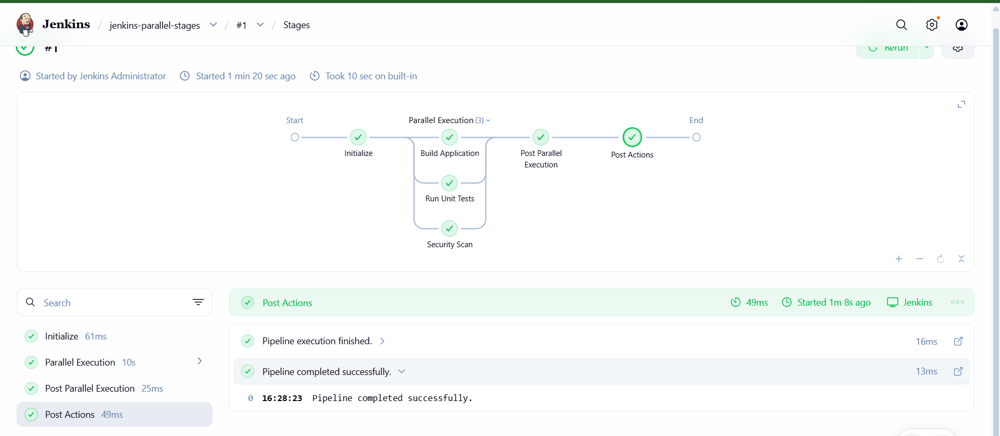 Jenkins / jenkins-parallel-stages / #1 / Stages
#1
Rerun
Started by Jenkins Administrator Started 1 min 20 sec ago Took 10 sec on built-in
Start Parallel Execution (3) End
Initialize Build Application Post Parallel Execution Post Actions
Run Unit Tests
Security Scan
Search
Initialize 61ms
Parallel Execution 10s
Post Parallel Execution 25ms
Post Actions 49ms
Post Actions 49ms Started 1m 8s ago Jenkins
Pipeline execution finished. 16ms
Pipeline completed successfully. 13ms
0 16:28:23 Pipeline completed successfully.